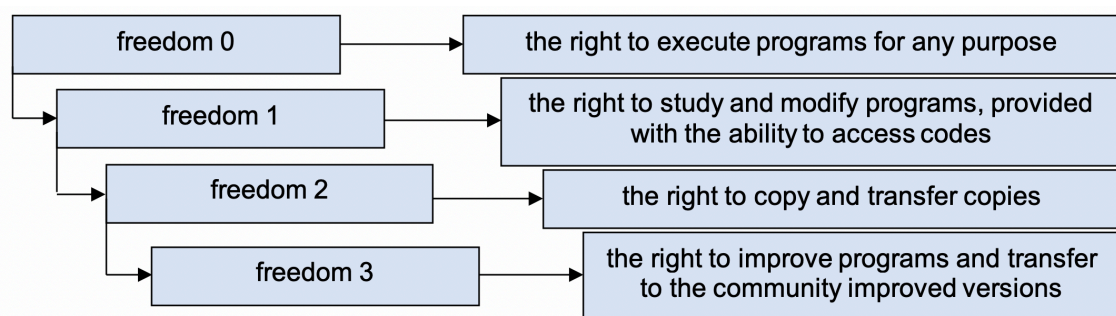 freedom 0
the right to execute programs for any purpose
freedom 1
the right to study and modify programs, provided
with the ability to access codes
freedom 2
the right to copy and transfer copies
freedom 3
the right to improve programs and transfer
to the community improved versions